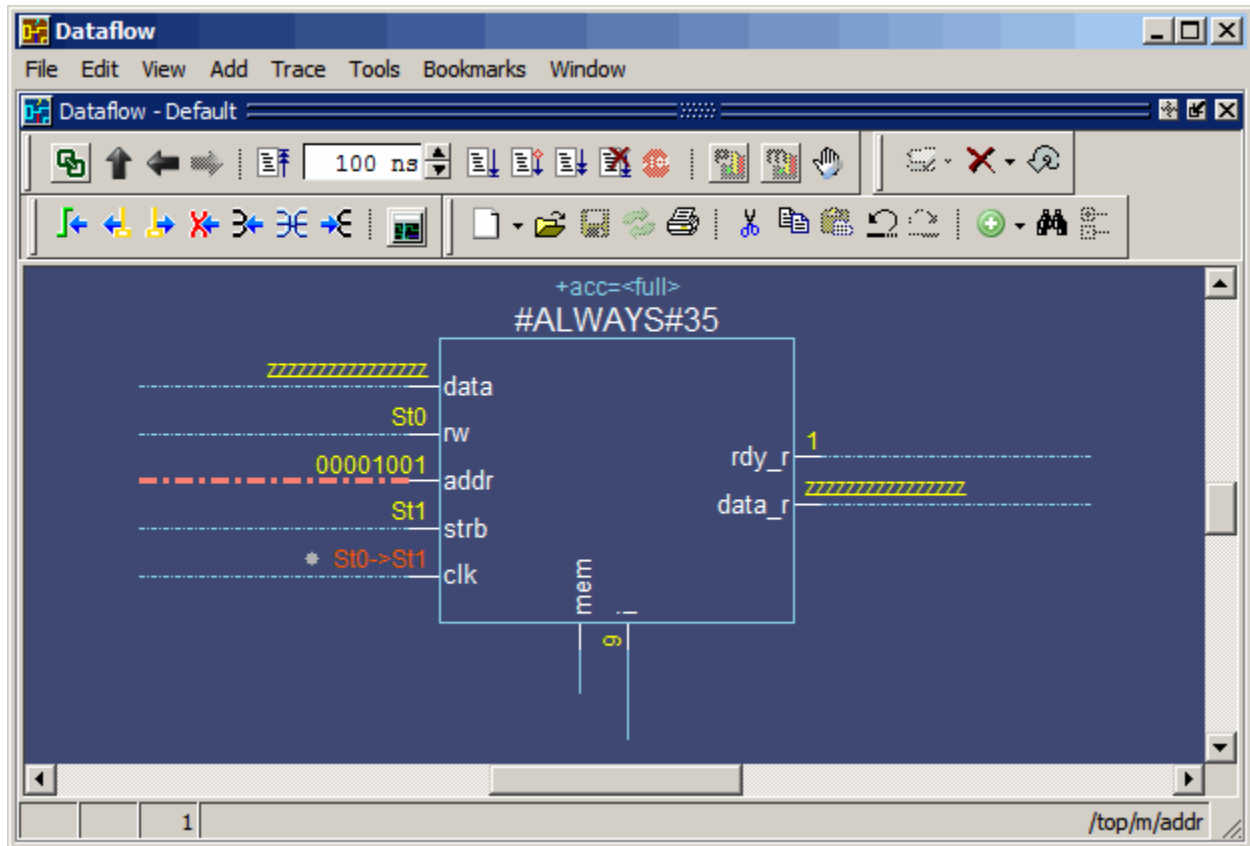 Dataflow
File Edit View Add Trace Tools Bookmarks Window
Dataflow - Default
100 ns
+acc=<full>
#ALWAYS#35
zzzzzzzzzzzzzzzz
data
St0
rw
00001001
addr
St1
strb
St0->St1
clk
1
rdy_r
zzzzzzzzzzzzzzzz
data_r
mem
i
9
1 /top/m/addr